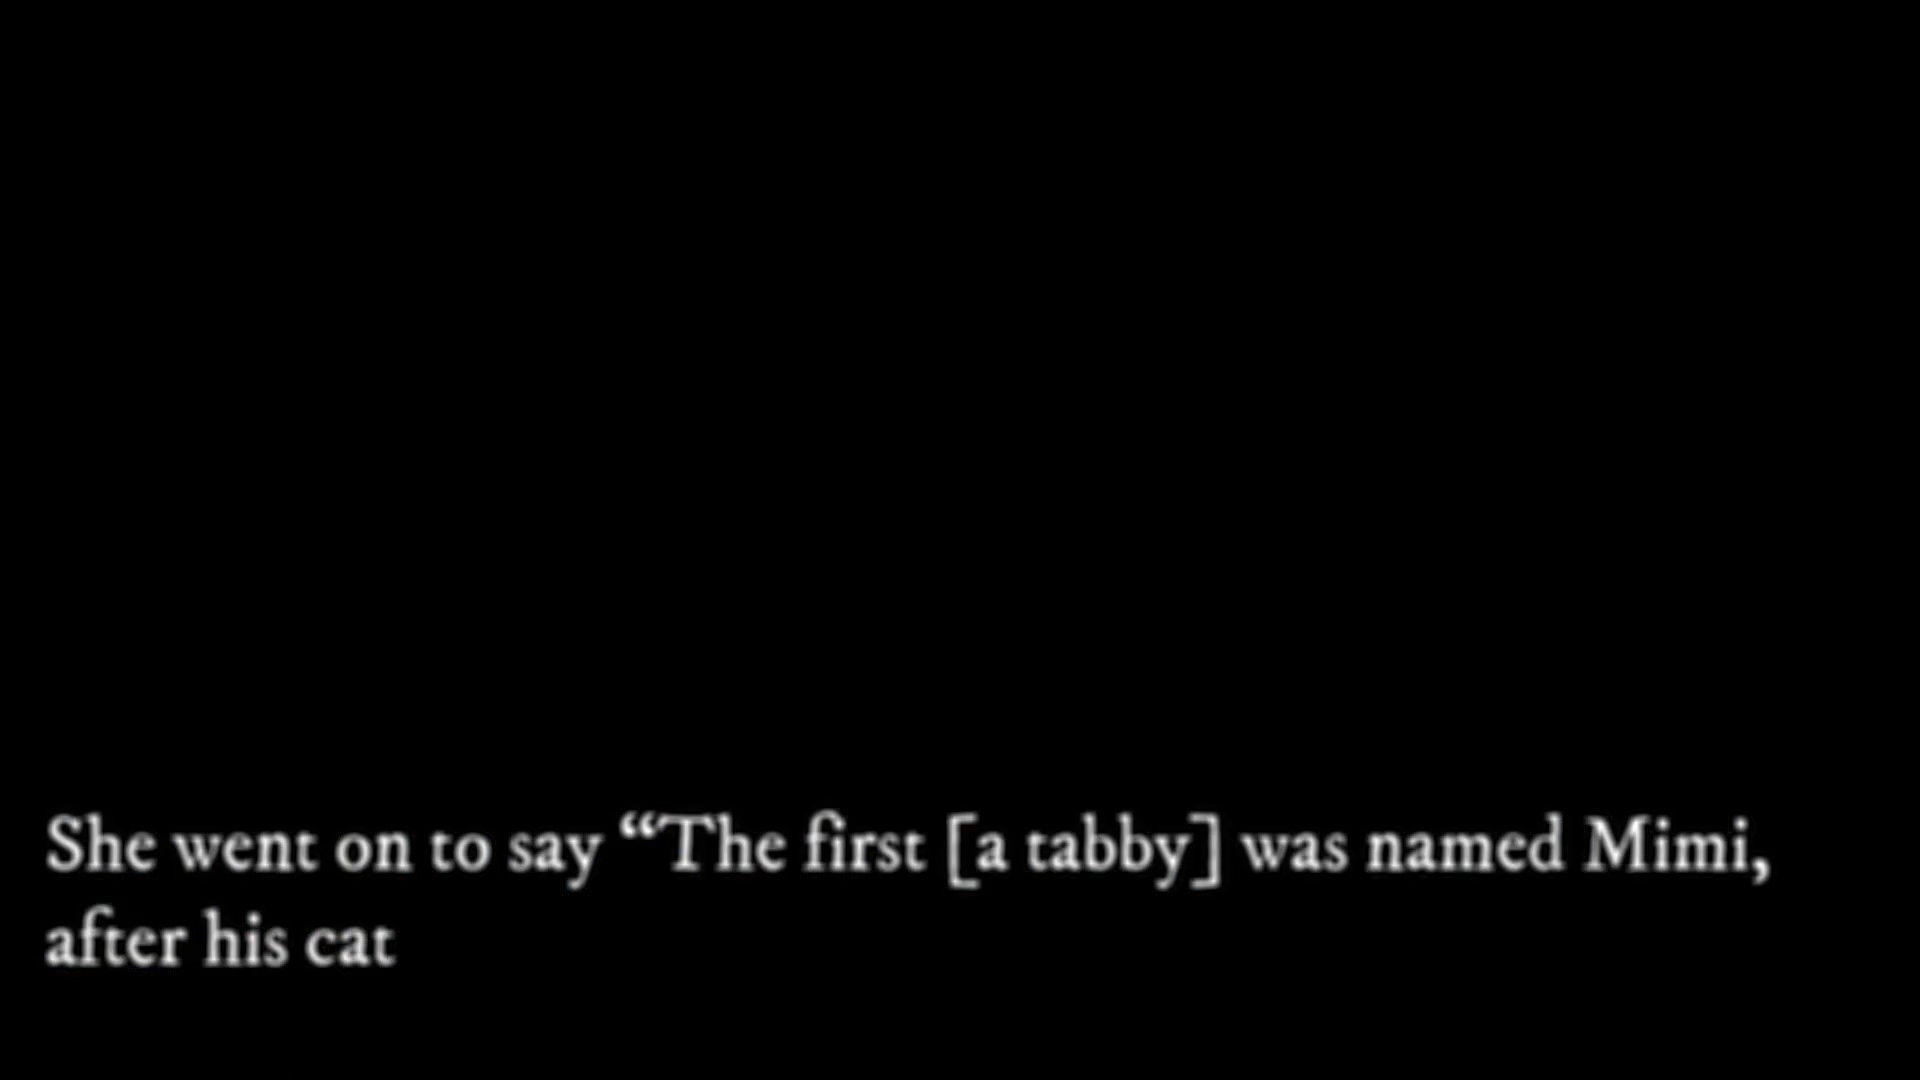 She went on to say “The first [a tabby] was named Mimi,
after his cat